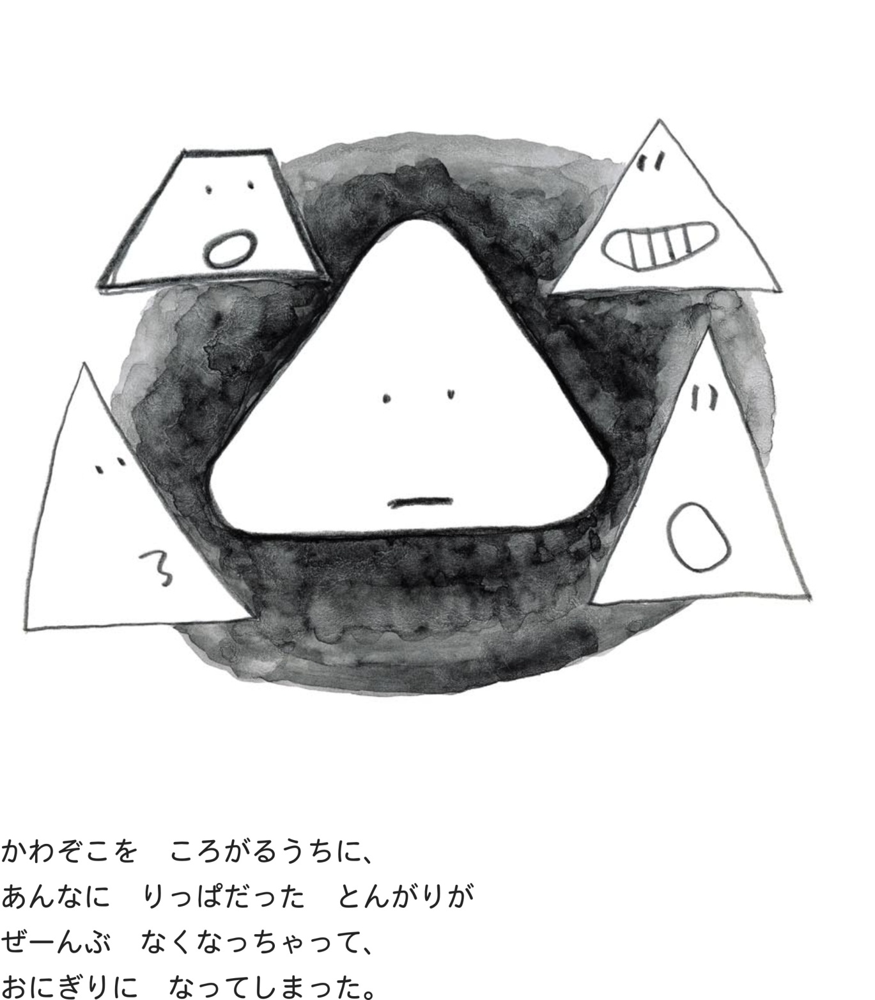 かわぞこを　ころがるうちに、
あんなに　りっぱだった　とんがりが
ぜーんぶ　なくなっちゃって、
おにぎりに　なってしまった。